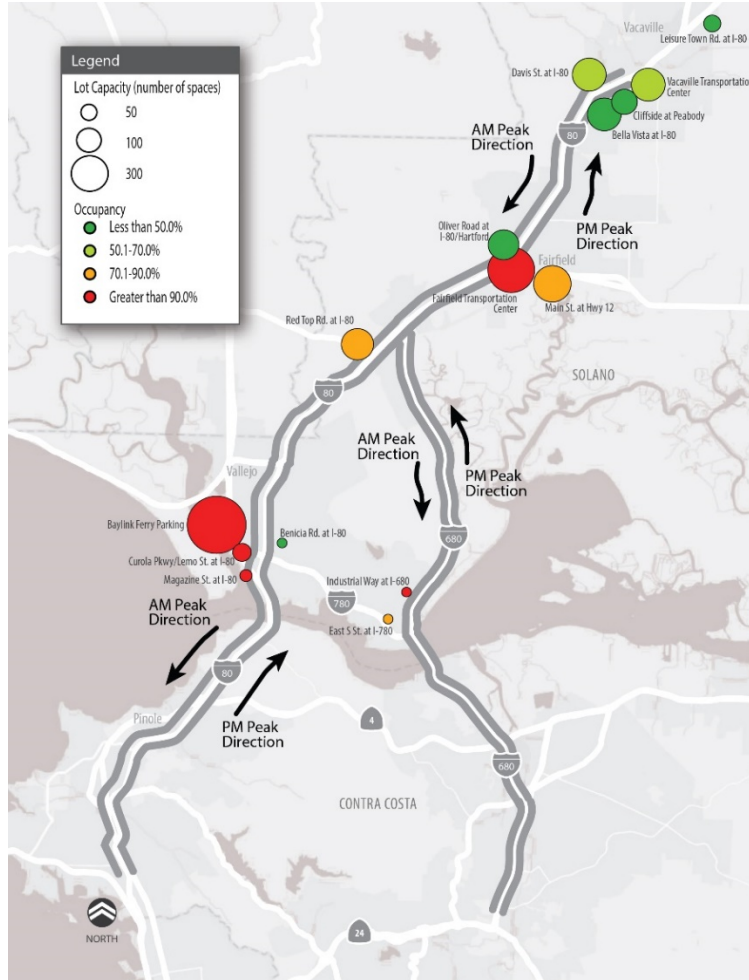 Legend
Lot Capacity (number of spaces)
50
100
300
Occupancy
Less than 50.0%
50.1-70.0%
70.1-90.0%
Greater than 90.0%
Vacaville
Leisure Town Rd. at I-80
Davis St. at I-80
Vacaville Transportation
Center
Cliffside at Peabody
Bella Vista at I-80
80
AM Peak
Direction
PM Peak
Direction
Oliver Road at
I-80/Hartford
Fairfield
Fairfield Transportation
Center
Main St. at Hwy 12
Red Top Rd. at I-80
SOLANO
80
AM Peak
Direction
PM Peak
Direction
Vallejo
Baylink Ferry Parking
Curola Pkwy/Lemo St. at I-80
Magazine St. at I-80
Benicia Rd. at I-80
680
Industrial Way at I-680
780
East S St. at I-780
AM Peak
Direction
80
PM Peak
Direction
Pinole
4
680
CONTRA COSTA
24
NORTH